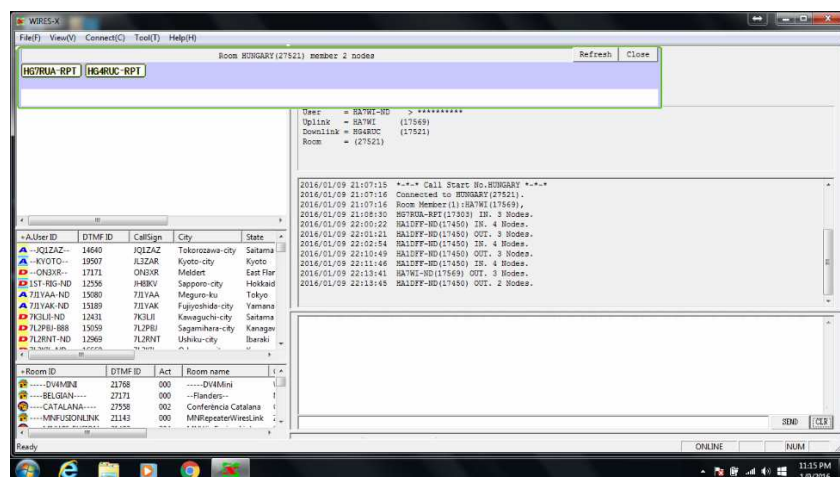 WIRES-X
File(F) View(V) Connect(C) Tool(T) Help(H)
Room HUNGARY(27521) member 2 nodes
Refresh Close
HG7RUA-RPT HG4RUC-RPT
User = HA7WI-ND > **********
Uplink = HA7WI (17569)
Downlink = HG4RUC (17521)
Room = (27521)
2016/01/09 21:07:15 *-*-* Call Start No.HUNGARY *-*-*
2016/01/09 21:07:16 Connected to HUNGARY(27521).
2016/01/09 21:07:16 Room Member(1):HA7WI(17569),
2016/01/09 21:08:30 HG7RUA-RPT(17303) IN. 3 Nodes.
2016/01/09 22:00:22 HA1DFF-ND(17450) IN. 4 Nodes.
2016/01/09 22:01:21 HA1DFF-ND(17450) OUT. 3 Nodes.
2016/01/09 22:02:54 HA1DFF-ND(17450) IN. 4 Nodes.
2016/01/09 22:10:49 HA1DFF-ND(17450) OUT. 3 Nodes.
2016/01/09 22:11:46 HA1DFF-ND(17450) IN. 4 Nodes.
2016/01/09 22:13:41 HA7WI-ND(17569) OUT. 3 Nodes.
2016/01/09 22:13:45 HA1DFF-ND(17450) OUT. 2 Nodes.
+A.User ID DTMF ID CallSign City State
A --JQ1ZAZ-- 14640 JQ1ZAZ Tokorozawa-city Saitama
A --KYOTO-- 19507 JL3ZAR Kyoto-city Kyoto
D --ON3XR-- 17171 ON3XR Meldert East Flar
D 1ST-RIG-ND 12556 JH8IKV Sapporo-city Hokkaid
A 7J1YAA-ND 15080 7J1YAA Meguro-ku Tokyo
A 7J1YAK-ND 15189 7J1YAK Fujiyoshida-city Yamana
D 7K3LJI-ND 12431 7K3LJI Kawaguchi-city Saitama
D 7L2PBJ-B88 15059 7L2PBJ Sagamihara-city Kanagav
D 7L2RNT-ND 12969 7L2RNT Ushiku-city Ibaraki
+Room ID DTMF ID Act Room name
-----DV4MINI 21768 000 -----DV4Mini
----BELGIAN---- 27171 000 --Flanders--
----CATALANA---- 27558 002 Conferència Catalana
----MNFUSIONLINK 21143 000 MNRepeaterWiresLink
SEND CLR
Ready
ONLINE NUM
11:15 PM
1/9/2016